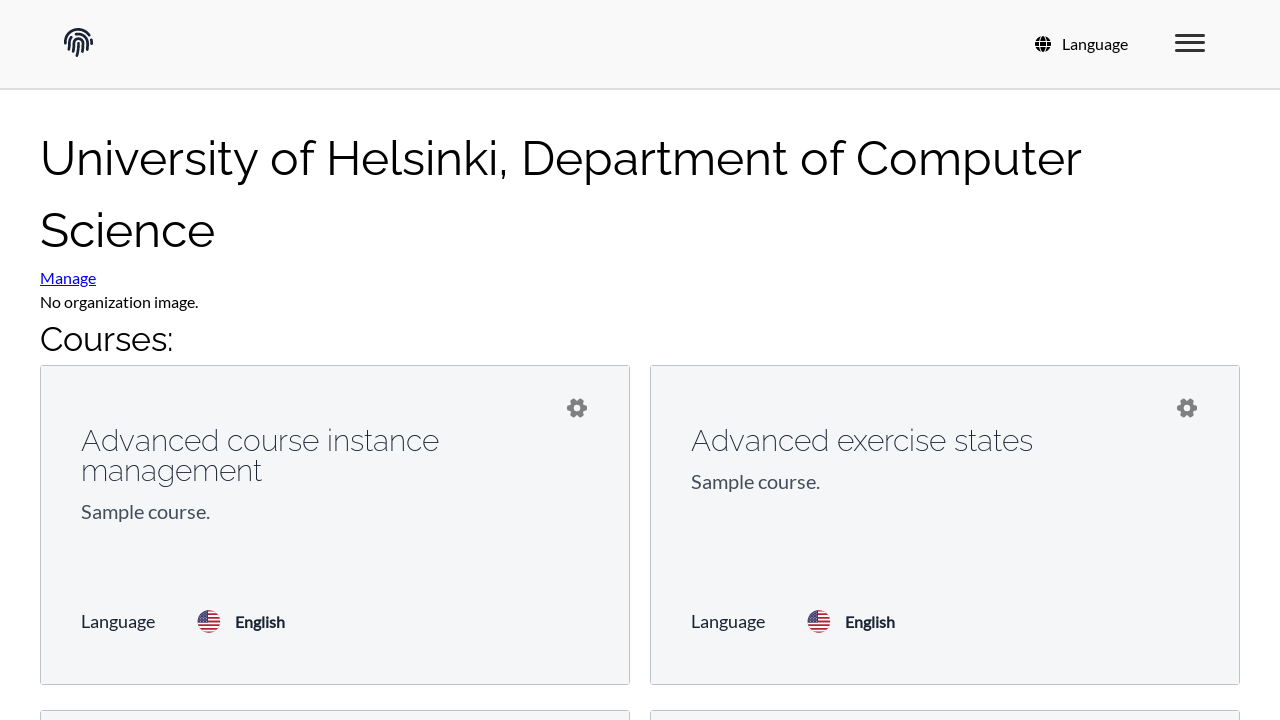 Language
University of Helsinki, Department of Computer
Science
Manage
No organization image.
Courses:
Advanced course instance
management
Sample course.
Language English
Advanced exercise states
Sample course.
Language English